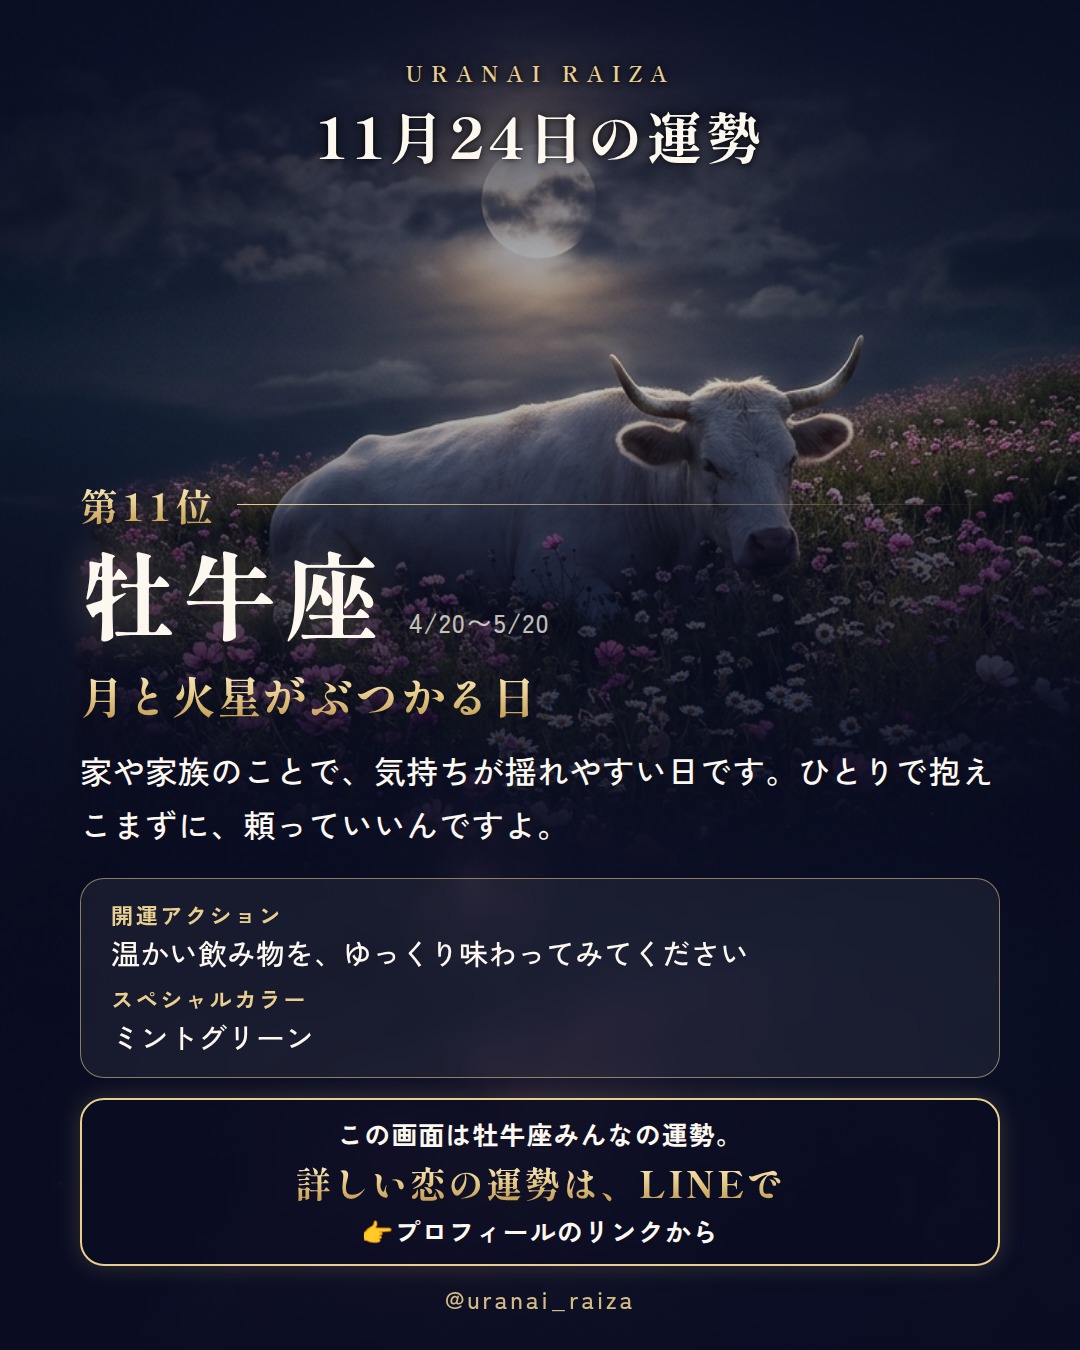 URANAI RAIZA
11月24日の運勢
第11位
牡牛座 4/20〜5/20
月と火星がぶつかる日
家や家族のことで、気持ちが揺れやすい日です。ひとりで抱え
こまずに、頼っていいんですよ。
開運アクション
温かい飲み物を、ゆっくり味わってみてください
スペシャルカラー
ミントグリーン
この画面は牡牛座みんなの運勢。
詳しい恋の運勢は、LINEで
👉プロフィールのリンクから
@uranai_raiza